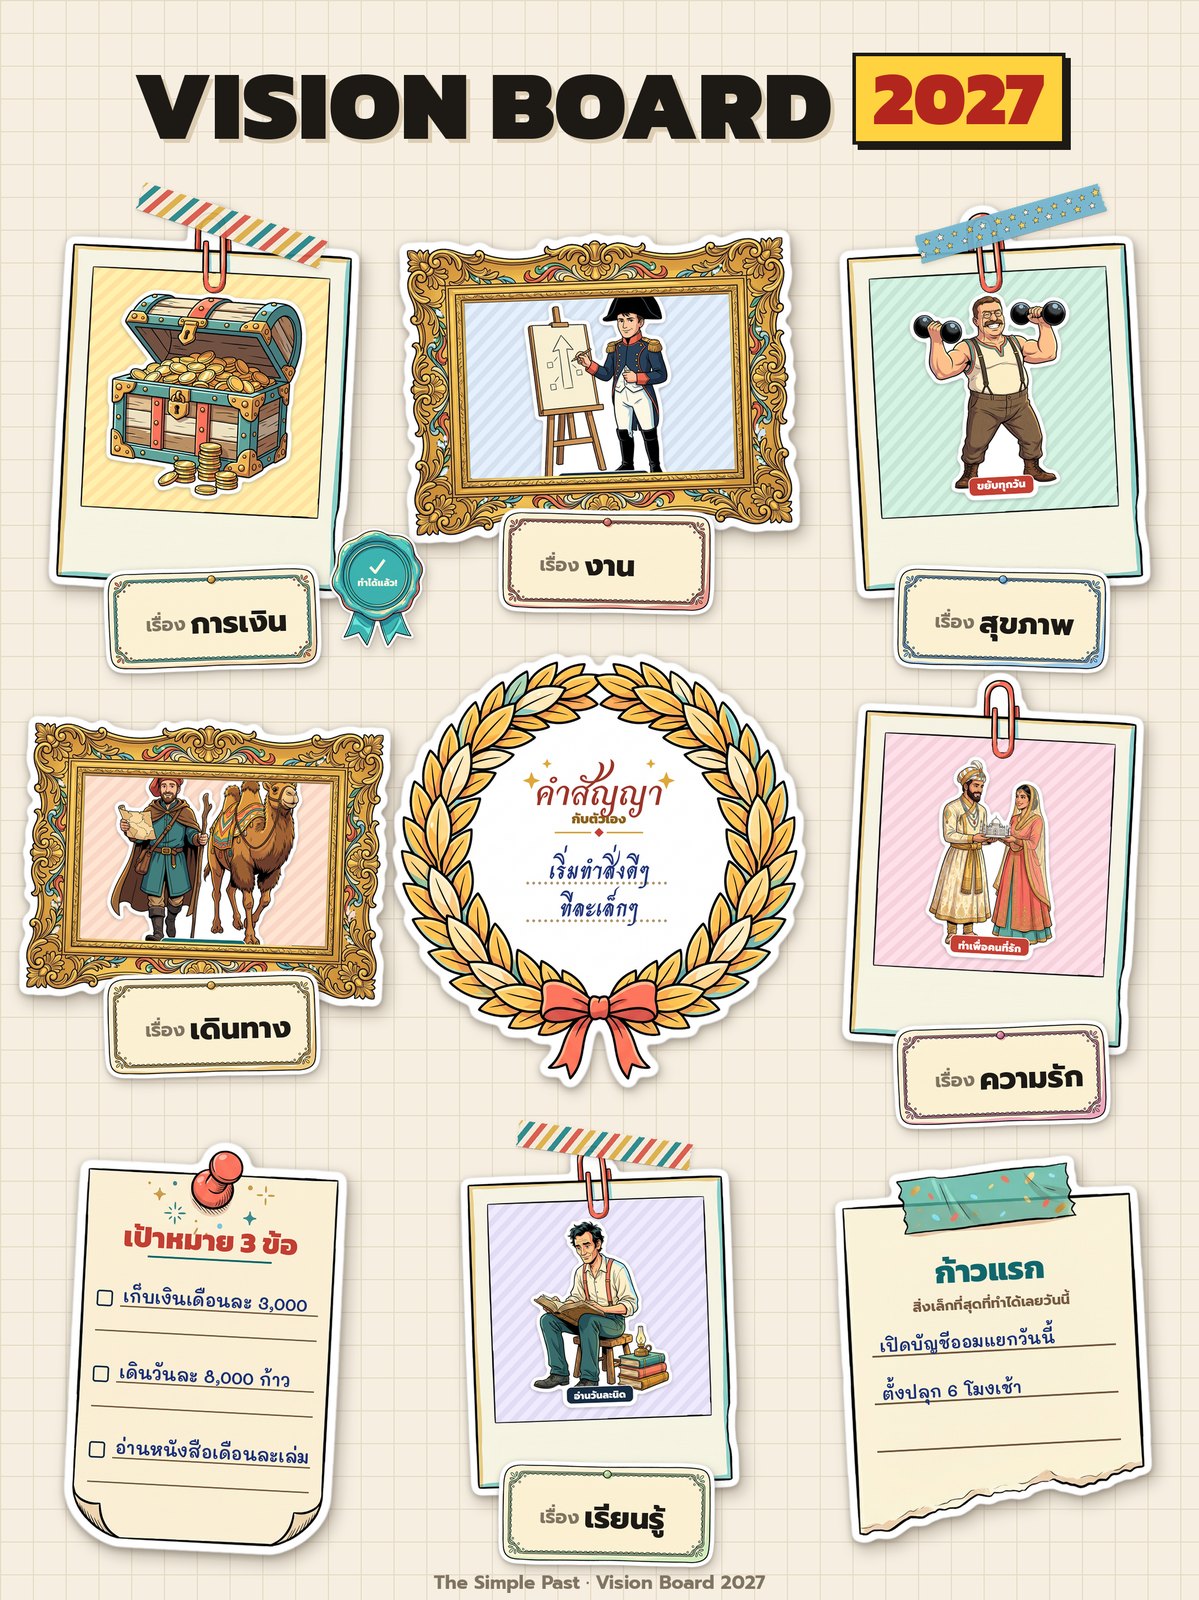 VISION BOARD 2027
ขยับทุกวัน
เรื่อง การเงิน
ทำได้แล้ว!
เรื่อง งาน
เรื่อง สุขภาพ
เรื่อง เดินทาง
คำสัญญา
กับตัวเอง
เริ่มทำสิ่งดีๆ
ทีละเล็กๆ
ทำเพื่อคนที่รัก
เรื่อง ความรัก
เป้าหมาย 3 ข้อ
เก็บเงินเดือนละ 3,000
เดินวันละ 8,000 ก้าว
อ่านหนังสือเดือนละเล่ม
อ่านวันละนิด
เรื่อง เรียนรู้
ก้าวแรก
สิ่งเล็กที่สุดที่ทำได้เลยวันนี้
เปิดบัญชีออมแยกวันนี้
ตั้งปลุก 6 โมงเช้า
The Simple Past · Vision Board 2027